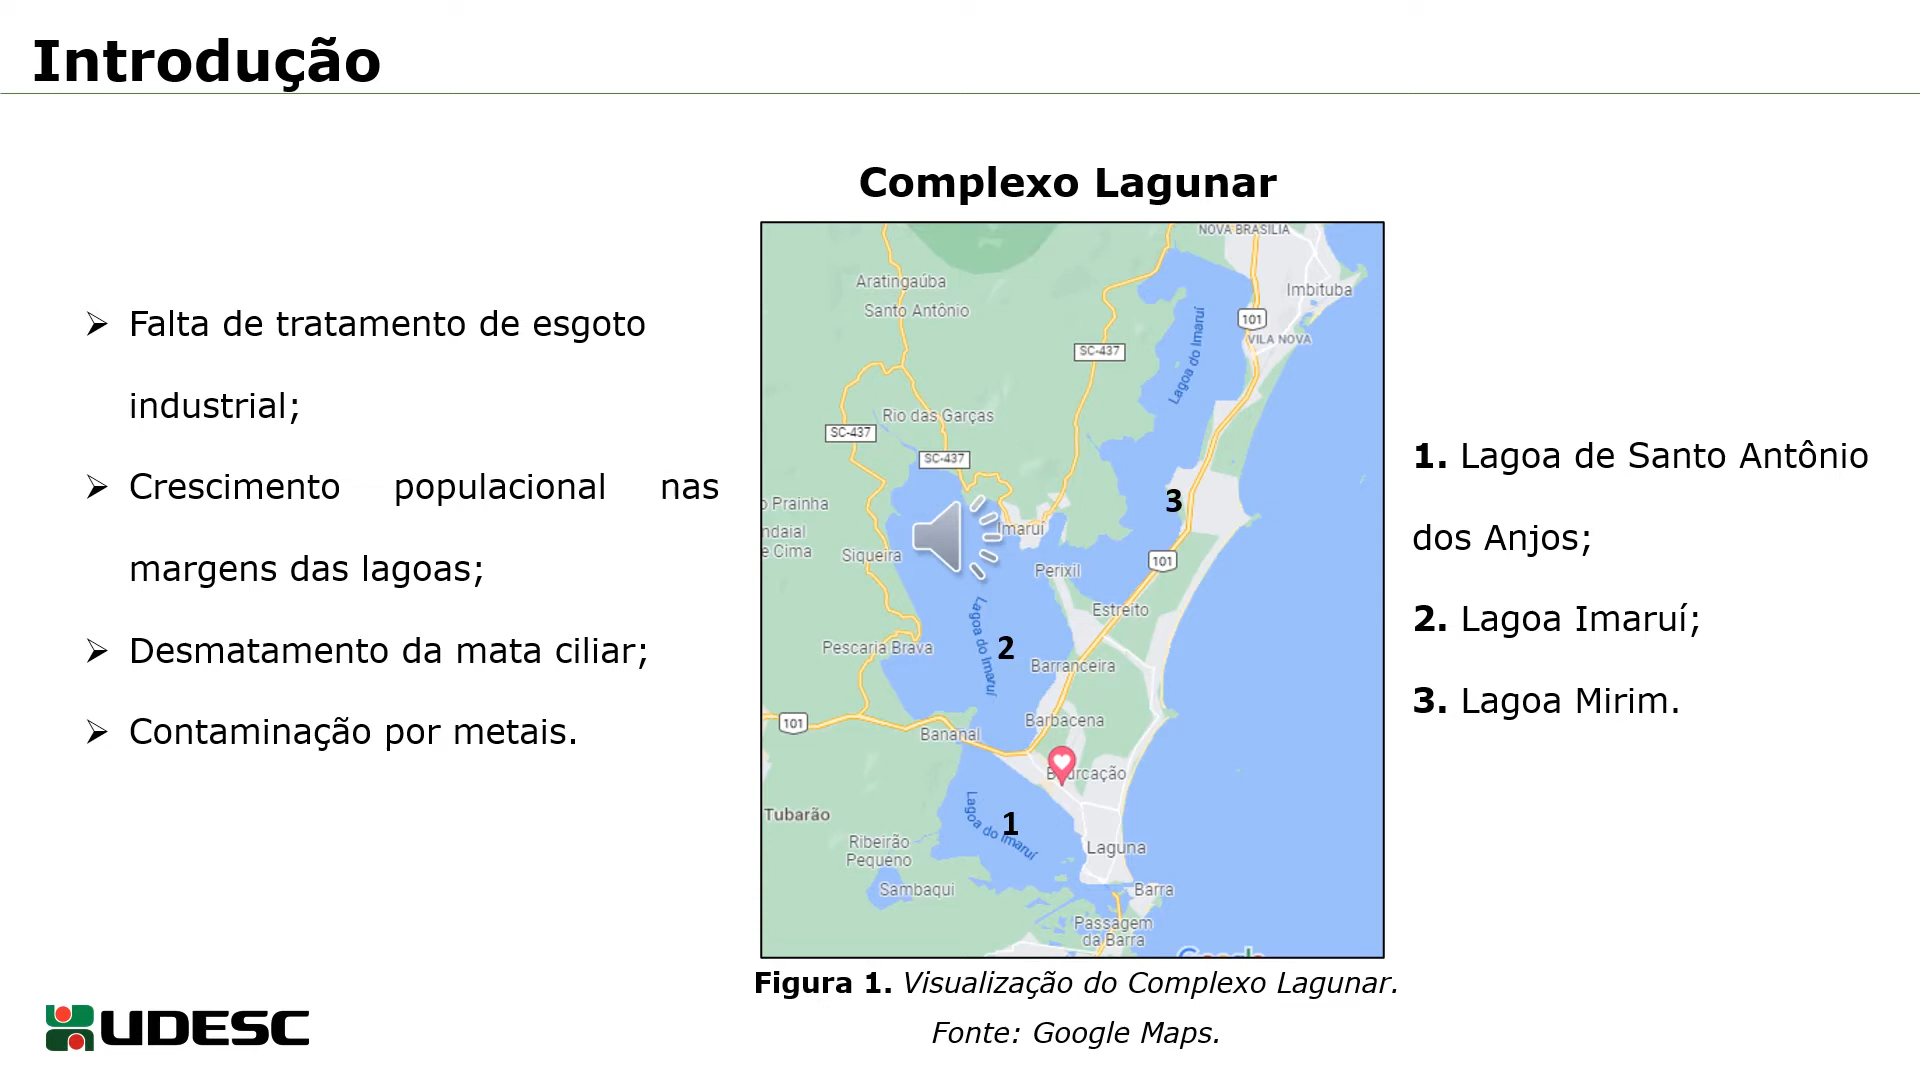 Introdução
Falta de tratamento de esgoto
industrial;
Crescimento populacional nas
margens das lagoas;
Desmatamento da mata ciliar;
Contaminação por metais.
Complexo Lagunar
NOVA BRASILIA
Aratingaúba
Imbituba
Santo Antônio
101
VILA NOVA
SC-437
Lagoa do Imaruí
Rio das Garças
SC-437
SC-437
3
o Prainha
Imaruí
ndaial
e Cima
Siqueira
101
Perixil
Estreito
Lagoa do Imaruí
2
Pescaria Brava
Barranceira
101
Barbacena
Bananal
Lagoa do Imaruí
1
Tubarão
Ribeirão
Pequeno
Laguna
Sambaqui
Barra
Passagem
da Barra
1. Lagoa de Santo Antônio
dos Anjos;
2. Lagoa Imaruí;
3. Lagoa Mirim.
Figura 1. Visualização do Complexo Lagunar.
Fonte: Google Maps.
UDESC